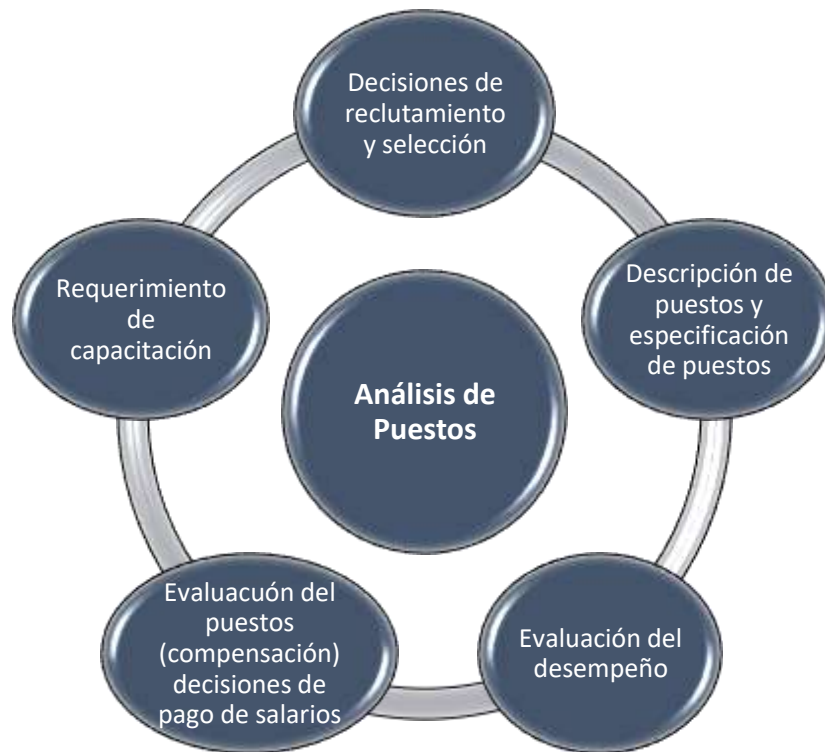 Decisiones de
reclutamiento
y selección
Descripción de
puestos y
especificación
de puestos
Evaluación del
desempeño
Evaluacuón del
puestos
(compensación)
decisiones de
pago de salarios
Requerimiento
de
capacitación
Análisis de
Puestos